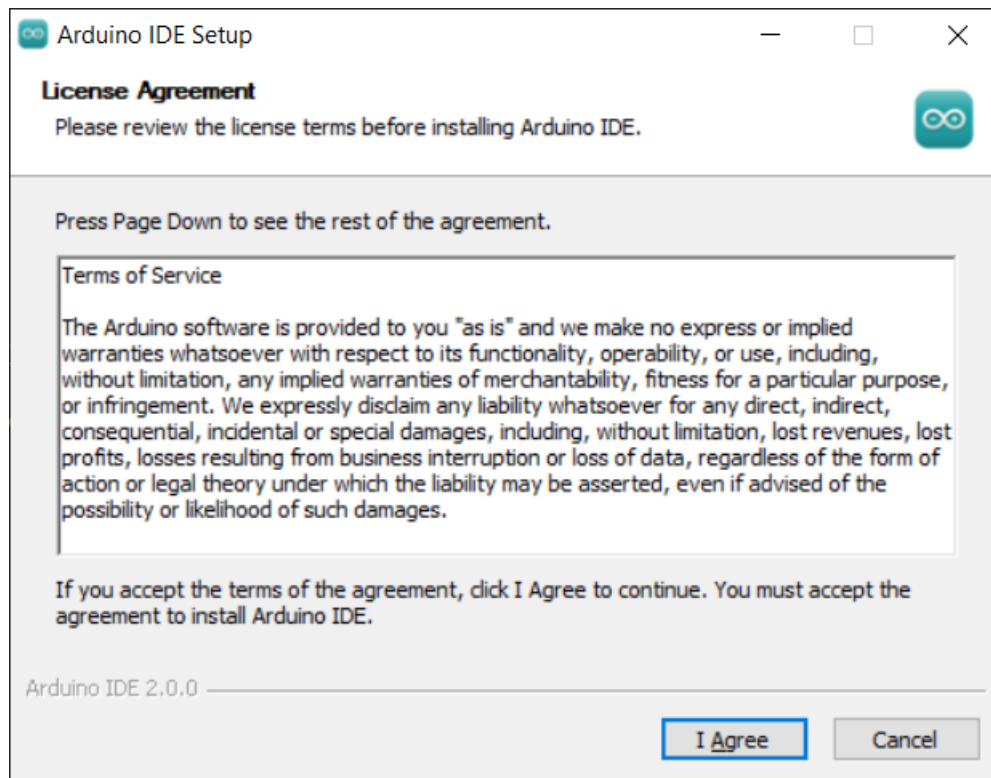 Arduino IDE Setup
License Agreement
Please review the license terms before installing Arduino IDE.
Press Page Down to see the rest of the agreement.
Terms of Service
The Arduino software is provided to you "as is" and we make no express or implied
warranties whatsoever with respect to its functionality, operability, or use, including,
without limitation, any implied warranties of merchantability, fitness for a particular purpose,
or infringement. We expressly disclaim any liability whatsoever for any direct, indirect,
consequential, incidental or special damages, including, without limitation, lost revenues, lost
profits, losses resulting from business interruption or loss of data, regardless of the form of
action or legal theory under which the liability may be asserted, even if advised of the
possibility or likelihood of such damages.
If you accept the terms of the agreement, click I Agree to continue. You must accept the
agreement to install Arduino IDE.
Arduino IDE 2.0.0
I Agree
Cancel